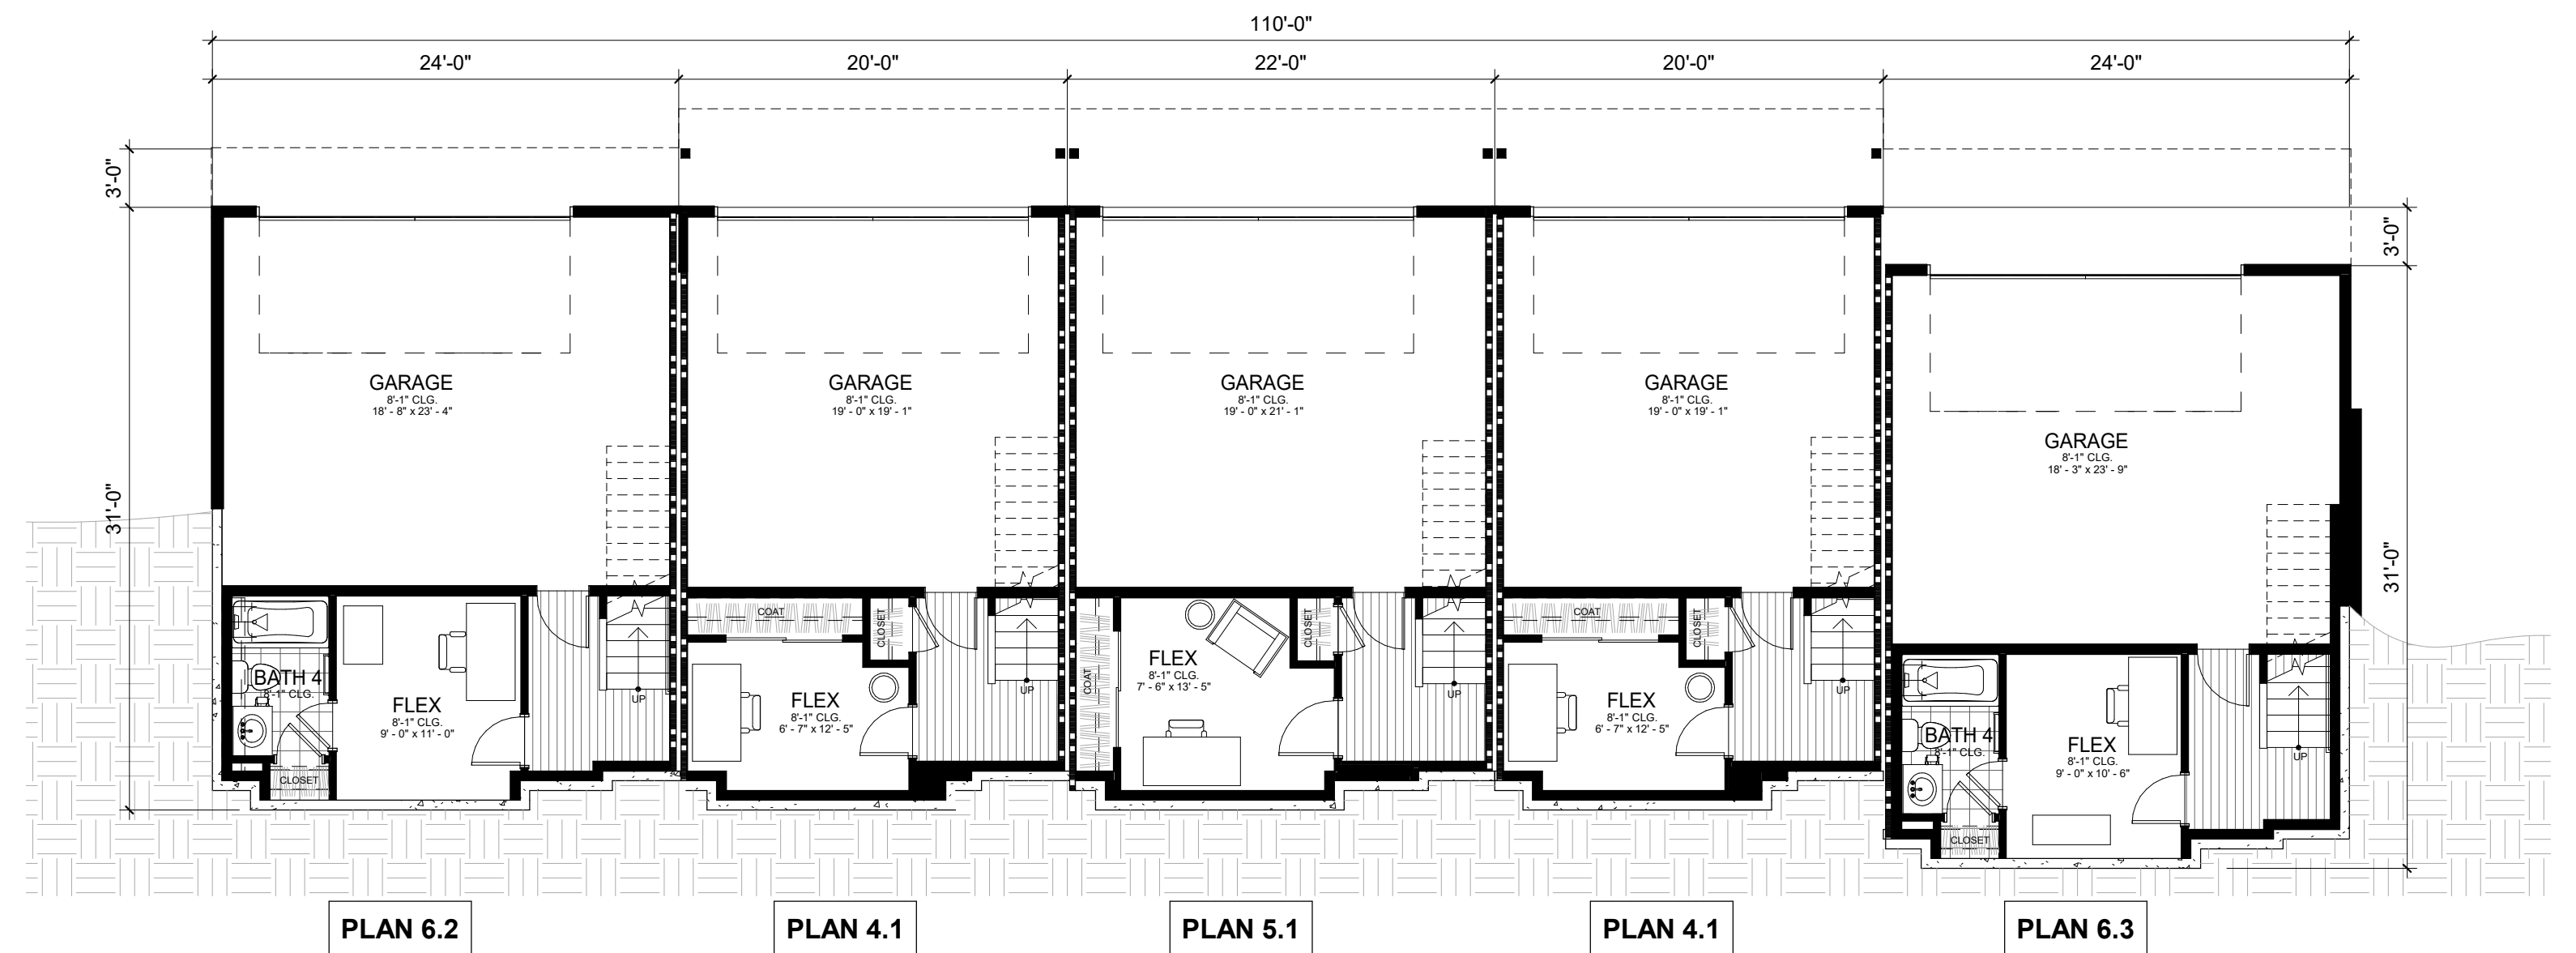 110'-0"
24'-0"
20'-0"
22'-0"
20'-0"
24'-0"
3'-0"
31'-0"
3'-0"
31'-0"
GARAGE
8'-1" CLG.
18' - 8" x 23' - 4"
GARAGE
8'-1" CLG.
19' - 0" x 19' - 1"
GARAGE
8'-1" CLG.
19' - 0" x 21' - 1"
GARAGE
8'-1" CLG.
19' - 0" x 19' - 1"
GARAGE
8'-1" CLG.
18' - 3" x 23' - 9"
BATH 4
8'-1" CLG.
CLOSET
FLEX
8'-1" CLG.
9' - 0" x 11' - 0"
UP
COAT
CLOSET
FLEX
8'-1" CLG.
6' - 7" x 12' - 5"
UP
COAT
FLEX
8'-1" CLG.
7' - 6" x 13' - 5"
CLOSET
UP
COAT
CLOSET
FLEX
8'-1" CLG.
6' - 7" x 12' - 5"
UP
BATH 4
8'-1" CLG.
CLOSET
FLEX
8'-1" CLG.
9' - 0" x 10' - 6"
UP
PLAN 6.2
PLAN 4.1
PLAN 5.1
PLAN 4.1
PLAN 6.3